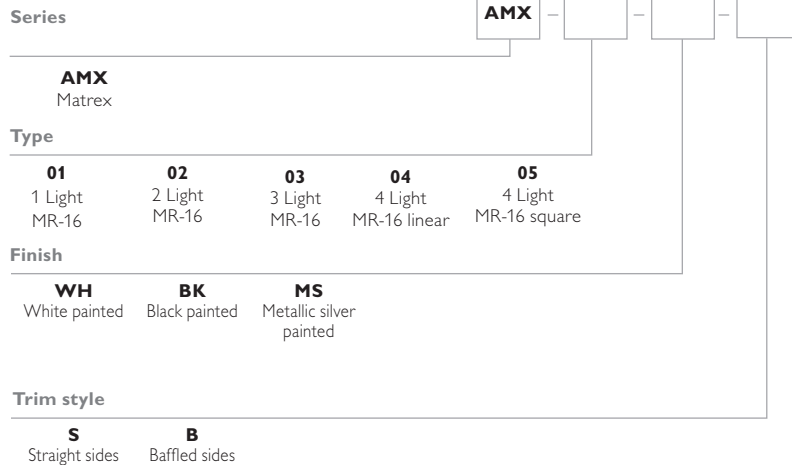 Series
AMX – – –
AMX
Matrex
Type
01 02 03 04 05
1 Light 2 Light 3 Light 4 Light 4 Light
MR-16 MR-16 MR-16 MR-16 linear MR-16 square
Finish
WH BK MS
White painted Black painted Metallic silver
painted
Trim style
S B
Straight sides Baffled sides